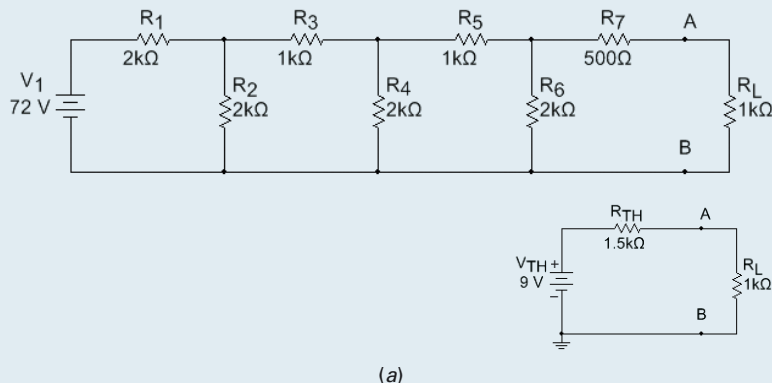 R1 R3 R5 R7 A
2kΩ 1kΩ 1kΩ 500Ω
V1
72 V
R2
2kΩ
R4
2kΩ
R6
2kΩ
RL
1kΩ
B
RTH A
1.5kΩ
VTH +
9 V
–
RL
1kΩ
B
(a)